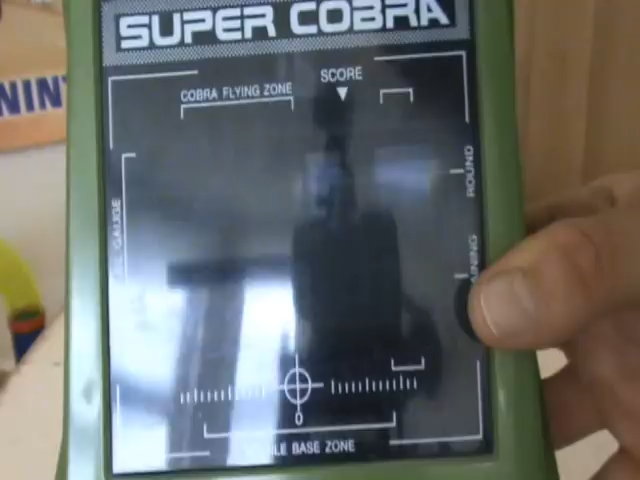 SUPER COBRA
SCORE
COBRA FLYING ZONE
ROUND
GAUGE
0
BASE ZONE